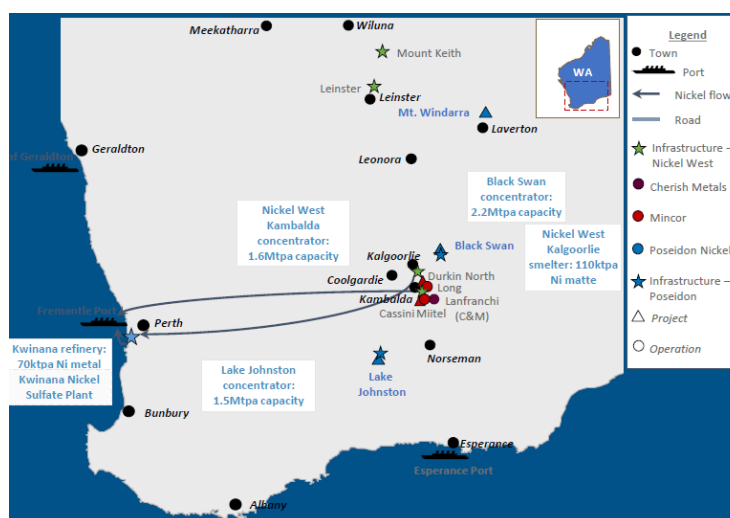 Meekatharra
Wiluna
Mount Keith
Leinster
Leinster
Mt. Windarra
Laverton
Geraldton
of Geraldton
Leonora
Black Swan
concentrator:
2.2Mtpa capacity
Nickel West
Kambalda
concentrator:
1.6Mtpa capacity
Nickel West
Kalgoorlie
smelter: 110ktpa
Ni matte
Black Swan
Kalgoorlie
Coolgardie
Durkin North
Long
Kambalda
Lanfranchi
(C&M)
Cassini
Miitel
Fremantle Port
Perth
Kwinana refinery:
70ktpa Ni metal
Kwinana Nickel
Sulfate Plant
Norseman
Lake
Johnston
Lake Johnston
concentrator:
1.5Mtpa capacity
Bunbury
Esperance
Esperance Port
Albany
WA
Legend
Town
Port
Nickel flow
Road
Infrastructure –
Nickel West
Cherish Metals
Mincor
Poseidon Nickel
Infrastructure –
Poseidon
Project
Operation